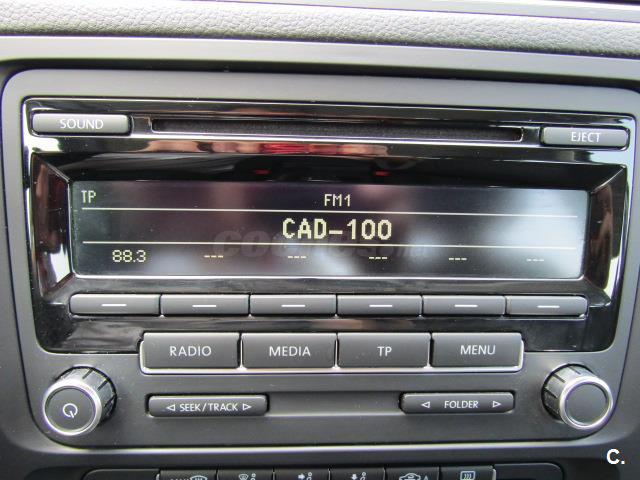 SOUND
EJECT
TP
FM1
CAD-100
88.3 --- --- --- --- ---
RADIO MEDIA TP MENU
◁ SEEK/TRACK ▷
◁ FOLDER ▷
C.